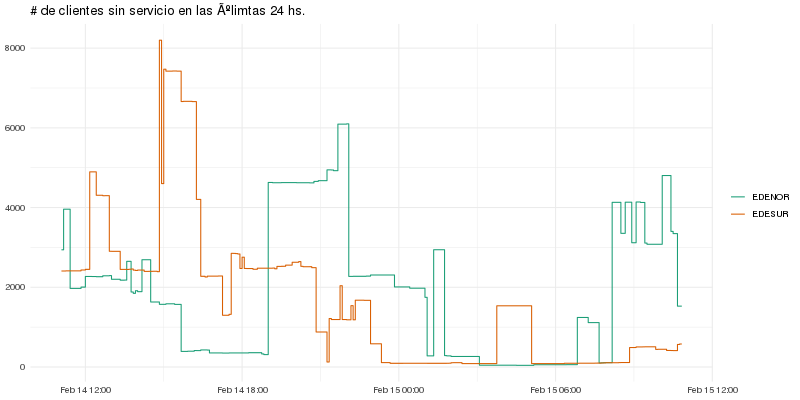 # de clientes sin servicio en las Ãºlimtas 24 hs.
8000
6000
4000
2000
0
Feb 14 12:00
Feb 14 18:00
Feb 15 00:00
Feb 15 06:00
Feb 15 12:00
EDENOR
EDESUR